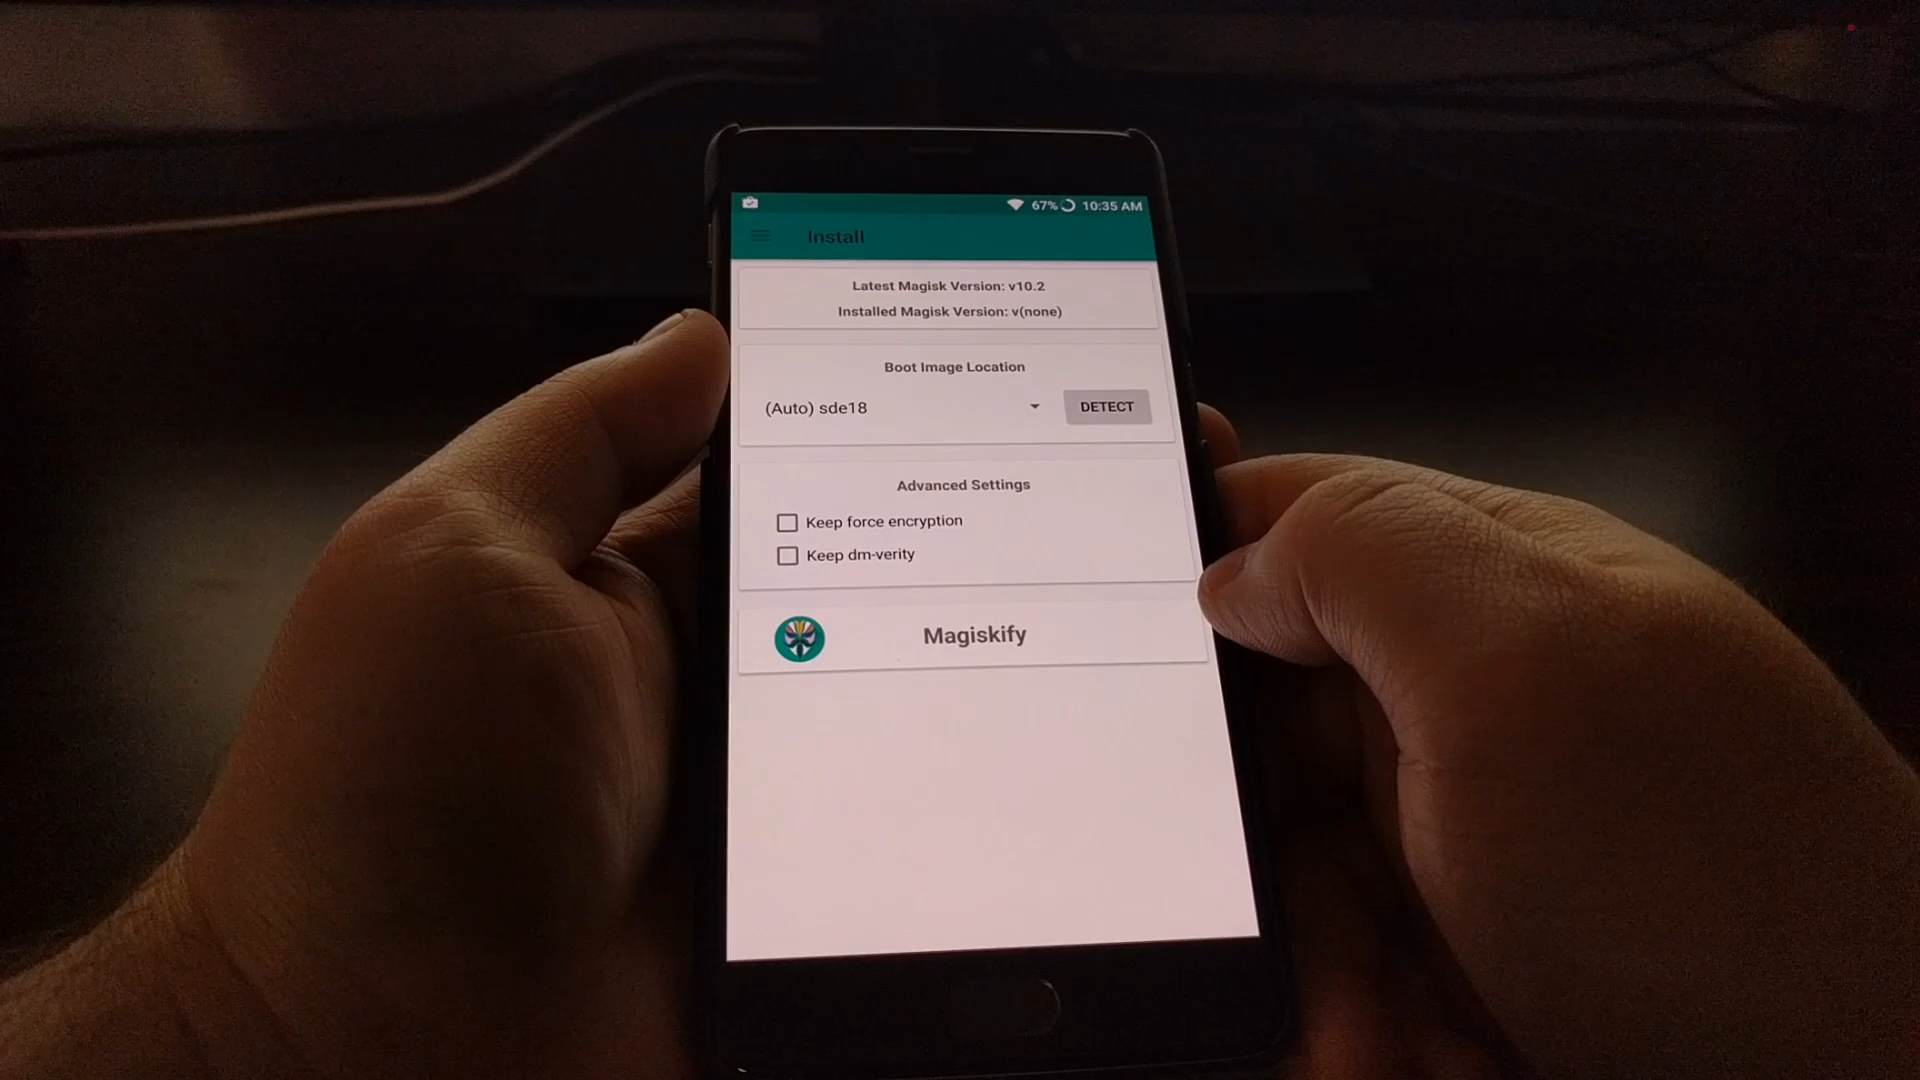 67% 10:35 AM
Install
Latest Magisk Version: v10.2
Installed Magisk Version: v(none)
Boot Image Location
(Auto) sde18
DETECT
Advanced Settings
Keep force encryption
Keep dm-verity
Magiskify